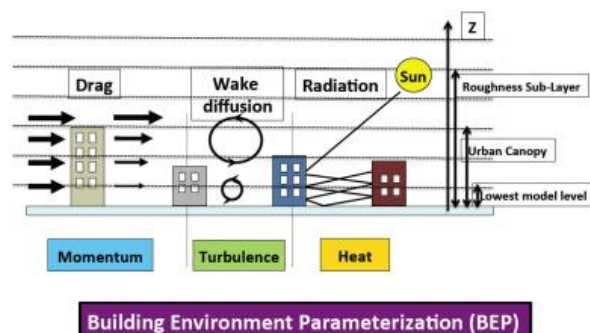 Z
Drag
Wake
diffusion
Radiation
Sun
Roughness Sub-Layer
Urban Canopy
Lowest model level
Momentum
Turbulence
Heat
Building Environment Parameterization (BEP)